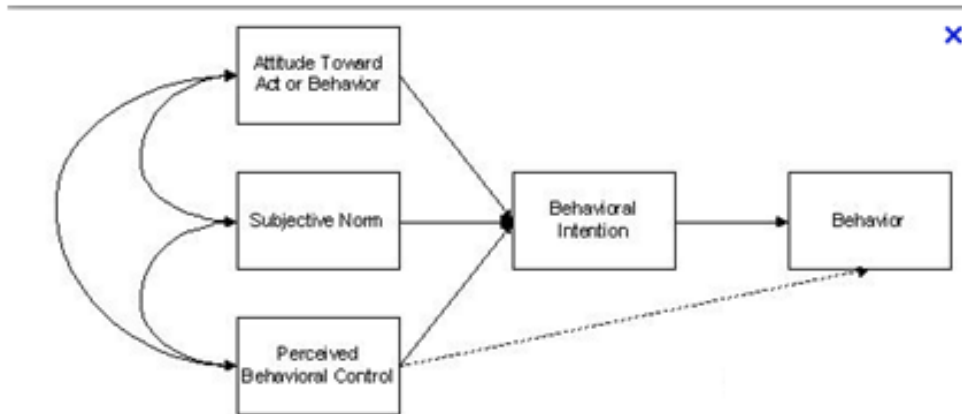 Attitude Toward
Act or Behavior
Subjective Norm
Behavioral
Intention
Behavior
Perceived
Behavioral Control